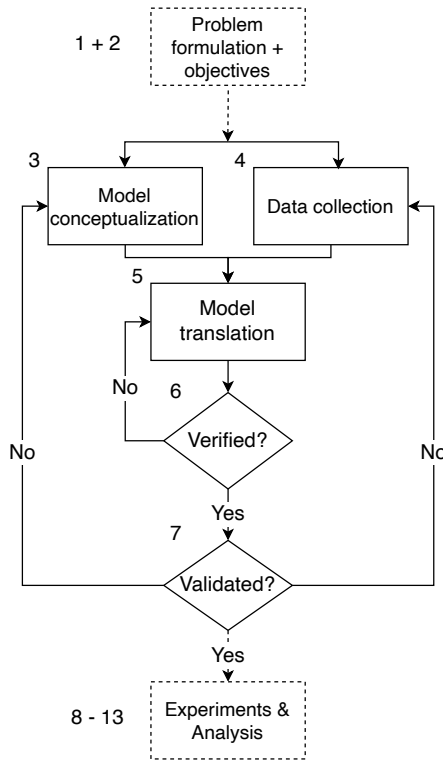 1 + 2
Problem
formulation +
objectives
3
Model
conceptualization
4
Data collection
5
Model
translation
No
6
Verified?
No
No
Yes
7
Validated?
Yes
8 - 13
Experiments &
Analysis